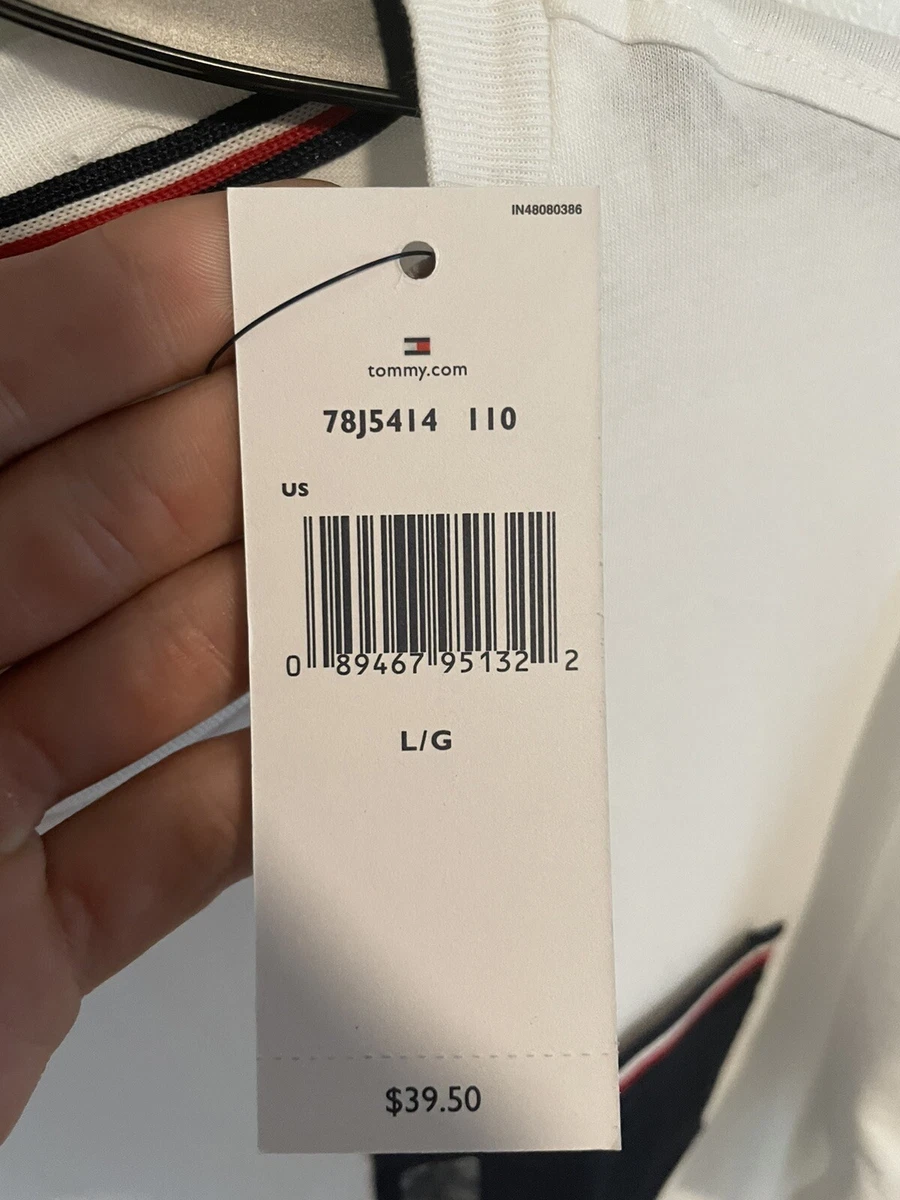 IN48080386
tommy.com
78J5414 110
US
0 89467 95132 2
L/G
$39.50